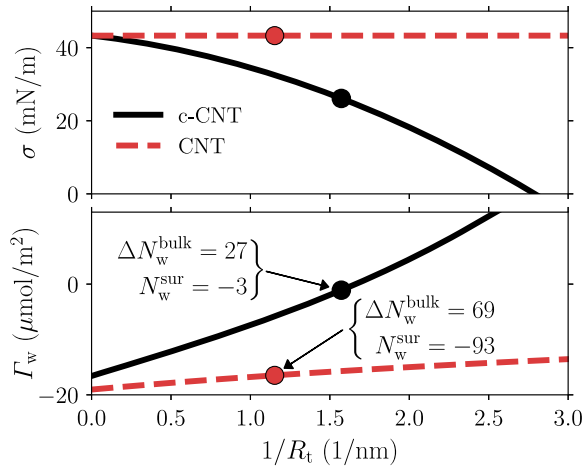 σ (mN/m)
40
20
0
c-CNT
CNT
Γ_w (μmol/m²)
0
−20
ΔN_w^bulk = 27
N_w^sur = −3
ΔN_w^bulk = 69
N_w^sur = −93
0.0 0.5 1.0 1.5 2.0 2.5 3.0
1/R_t (1/nm)